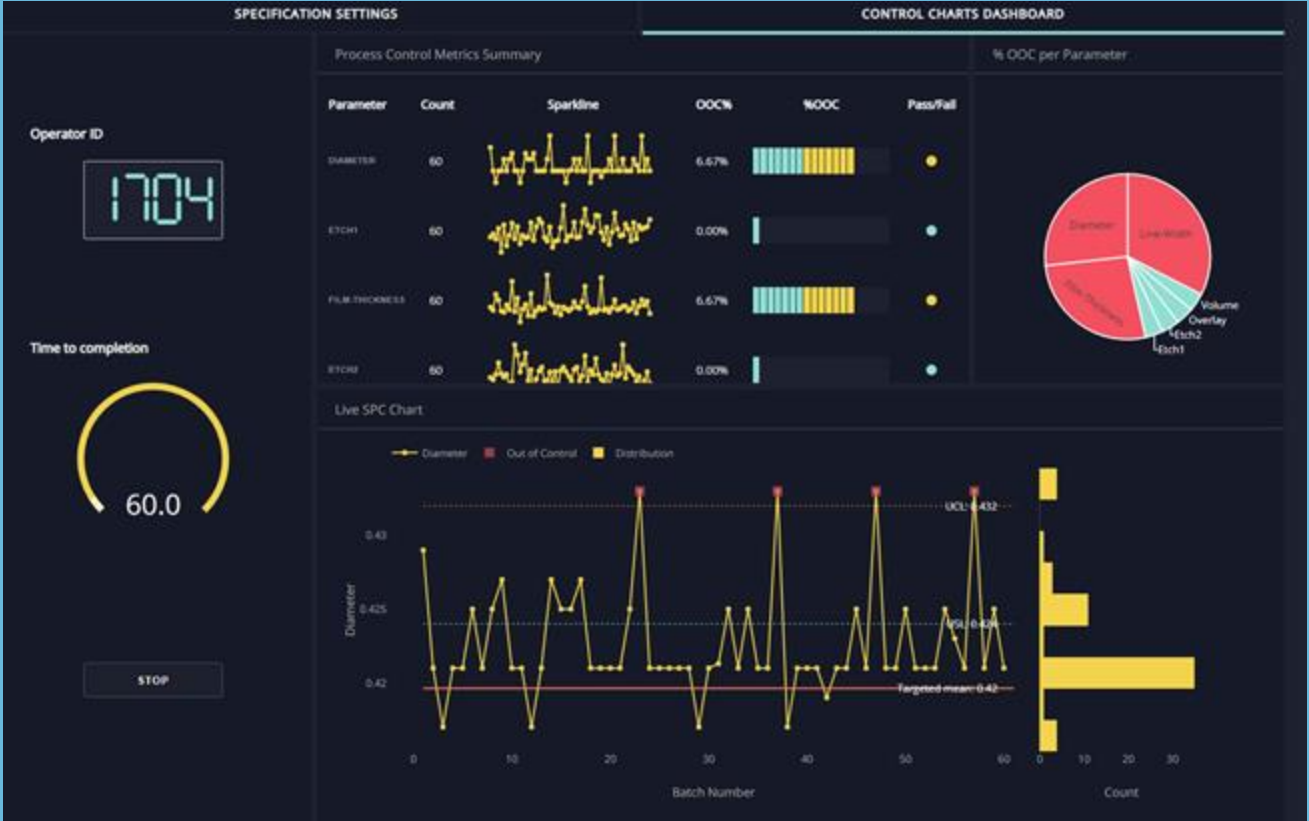 SPECIFICATION SETTINGS
CONTROL CHARTS DASHBOARD
Process Control Metrics Summary
% OOC per Parameter
Parameter Count Sparkline OOC% %OOC Pass/Fail
Operator ID
1704
DIAMETER 60 6.67%
ETCH1 60 0.00%
FILM-THICKNESS 60 6.67%
ETCH2 60 0.00%
Diameter
Line-Width
Volume
Overlay
Etch2
Etch1
Time to completion
60.0
STOP
Live SPC Chart
Diameter Out of Control Distribution
UCL: 0.432
0.43
0.425
USL: 0.424
0.42
Targeted mean: 0.42
Diameter
0 10 20 30 40 50 60
Batch Number
0 10 20 30
Count